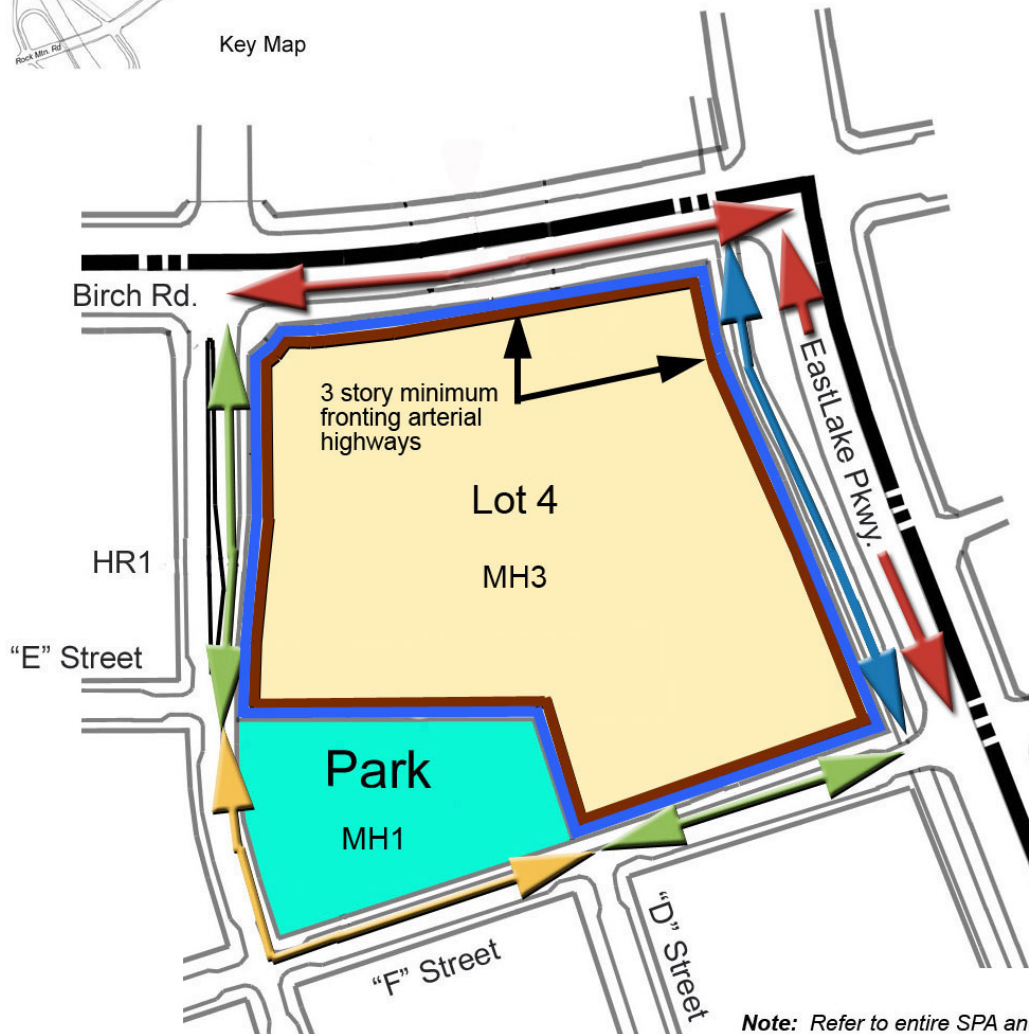 Rock Mtn. Rd
Key Map
Birch Rd.
EastLake Pkwy.
3 story minimum
fronting arterial
highways
Lot 4
MH3
HR1
"E" Street
Park
MH1
"F" Street
"D" Street
Note: Refer to entire SPA an